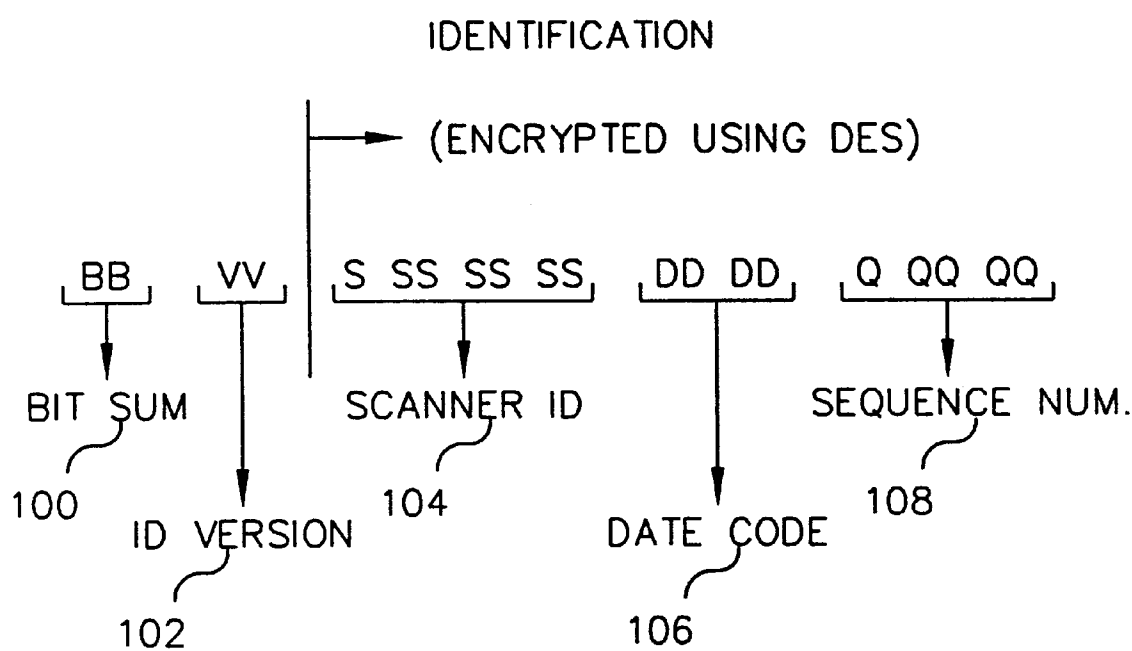 IDENTIFICATION
(ENCRYPTED USING DES)
BB VV S SS SS SS DD DD Q QQ QQ
BIT SUM SCANNER ID SEQUENCE NUM.
100 104 108
ID VERSION DATE CODE
102 106